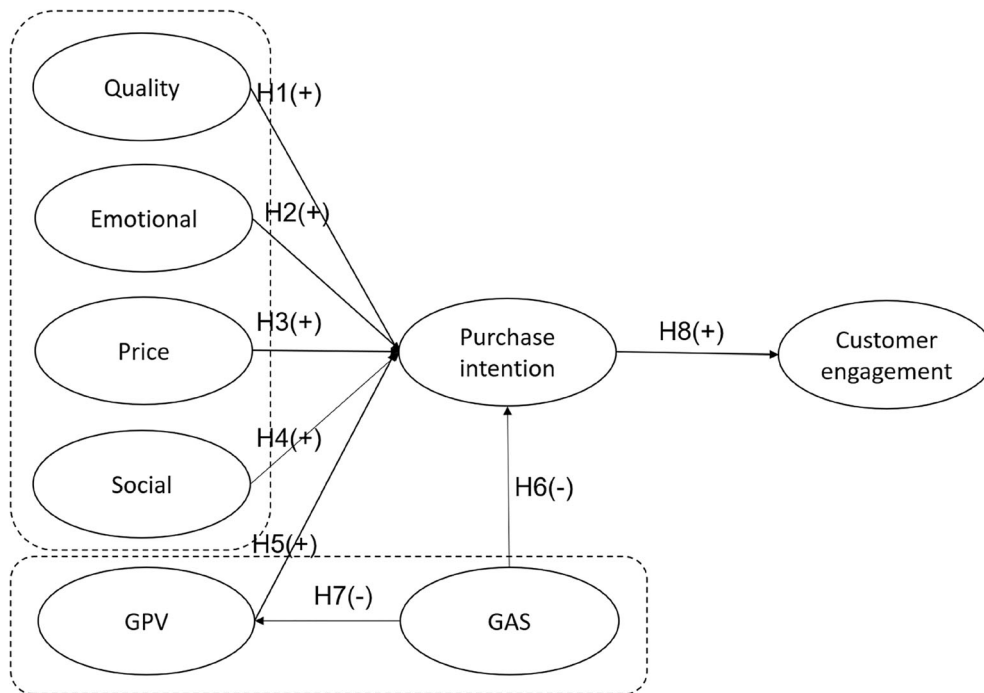 Quality
H1(+)
Emotional
H2(+)
Price
H3(+)
Purchase
intention
H8(+)
Customer
engagement
Social
H4(+)
H6(-)
H5(+)
GPV
H7(-)
GAS